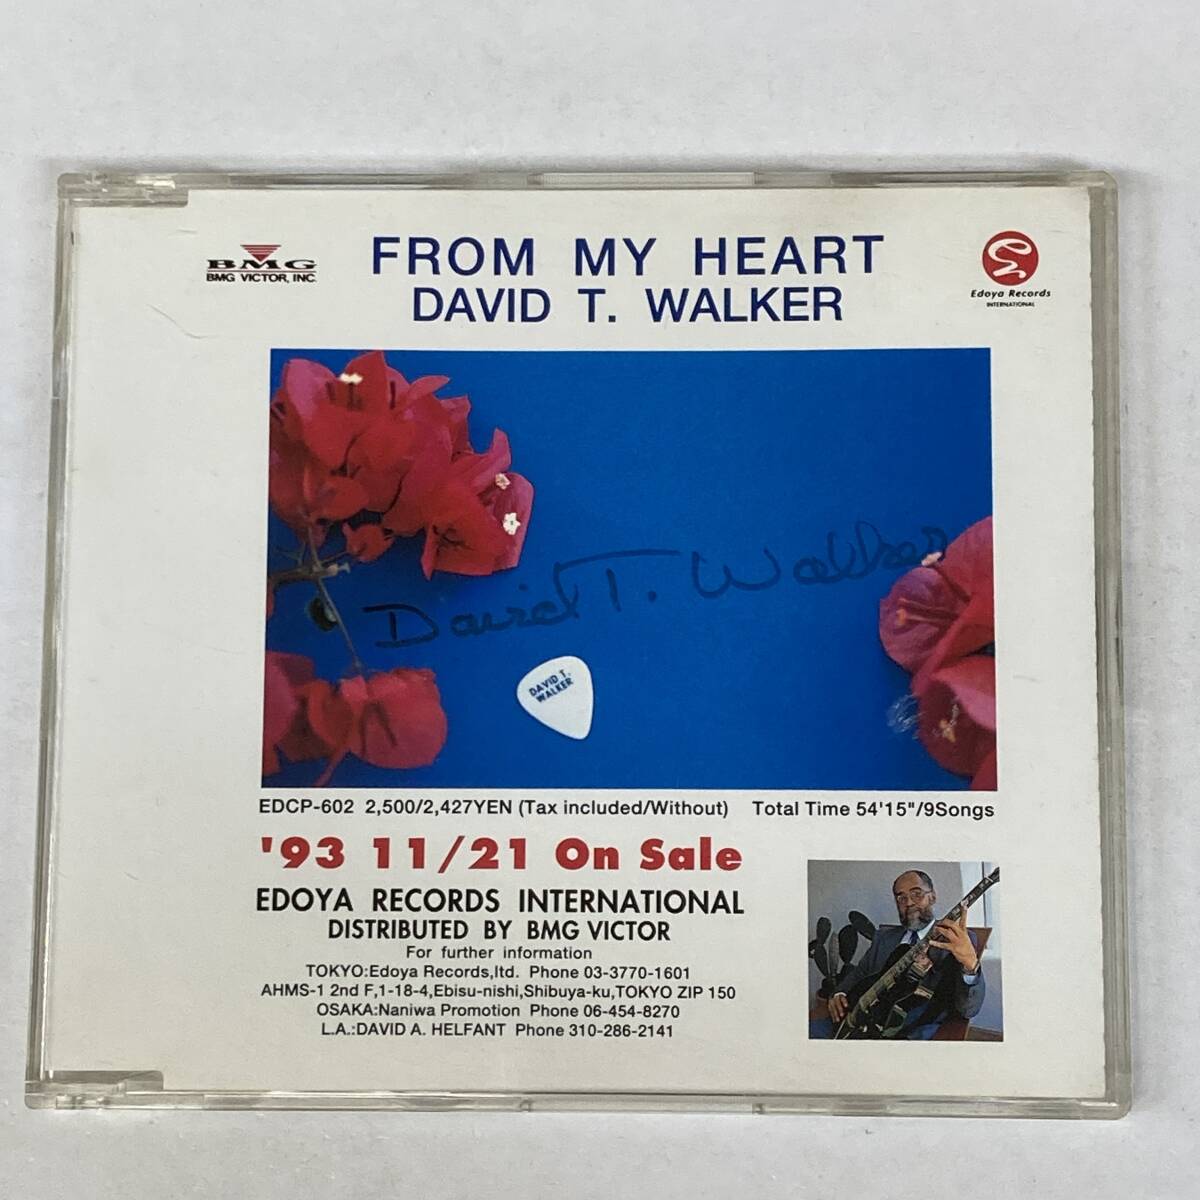 BMG
BMG VICTOR, INC.
FROM MY HEART
DAVID T. WALKER
Edoya Records
INTERNATIONAL
David T. Walker
DAVID T.
WALKER
EDCP-602 2,500/2,427YEN (Tax included/Without) Total Time 54'15"/9Songs
'93 11/21 On Sale
EDOYA RECORDS INTERNATIONAL
DISTRIBUTED BY BMG VICTOR
For further information
TOKYO:Edoya Records,ltd. Phone 03-3770-1601
AHMS-1 2nd F,1-18-4,Ebisu-nishi,Shibuya-ku,TOKYO ZIP 150
OSAKA:Naniwa Promotion Phone 06-454-8270
L.A.:DAVID A. HELFANT Phone 310-286-2141